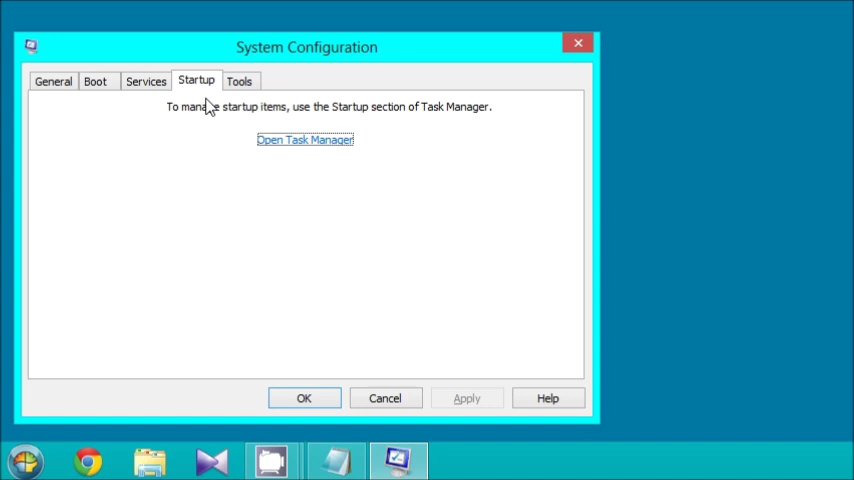 System Configuration
General Boot Services Startup Tools
To manage startup items, use the Startup section of Task Manager.
Open Task Manager
OK Cancel Apply Help